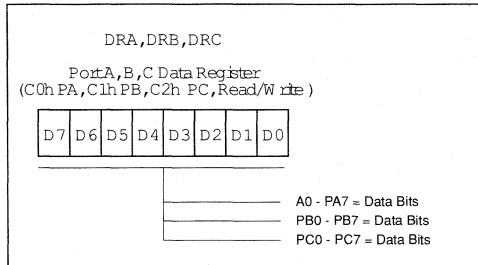 DRA,DRB,DRC
Port A,B,C Data Register
(C0h PA,C1h PB,C2h PC,Read/Write)
D7 D6 D5 D4 D3 D2 D1 D0
A0 - PA7 = Data Bits
PB0 - PB7 = Data Bits
PC0 - PC7 = Data Bits